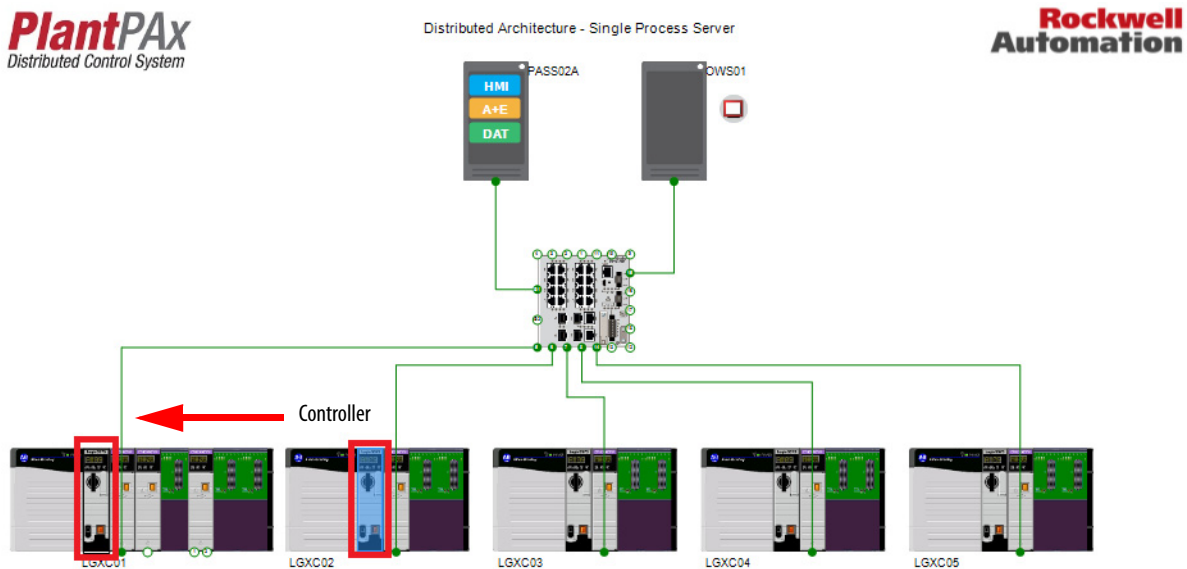 PlantPAx
Distributed Control System
Distributed Architecture - Single Process Server
Rockwell
Automation
PASS02A
OWS01
HMI
A+E
DAT
Controller
LGXC01
LGXC02
LGXC03
LGXC04
LGXC05